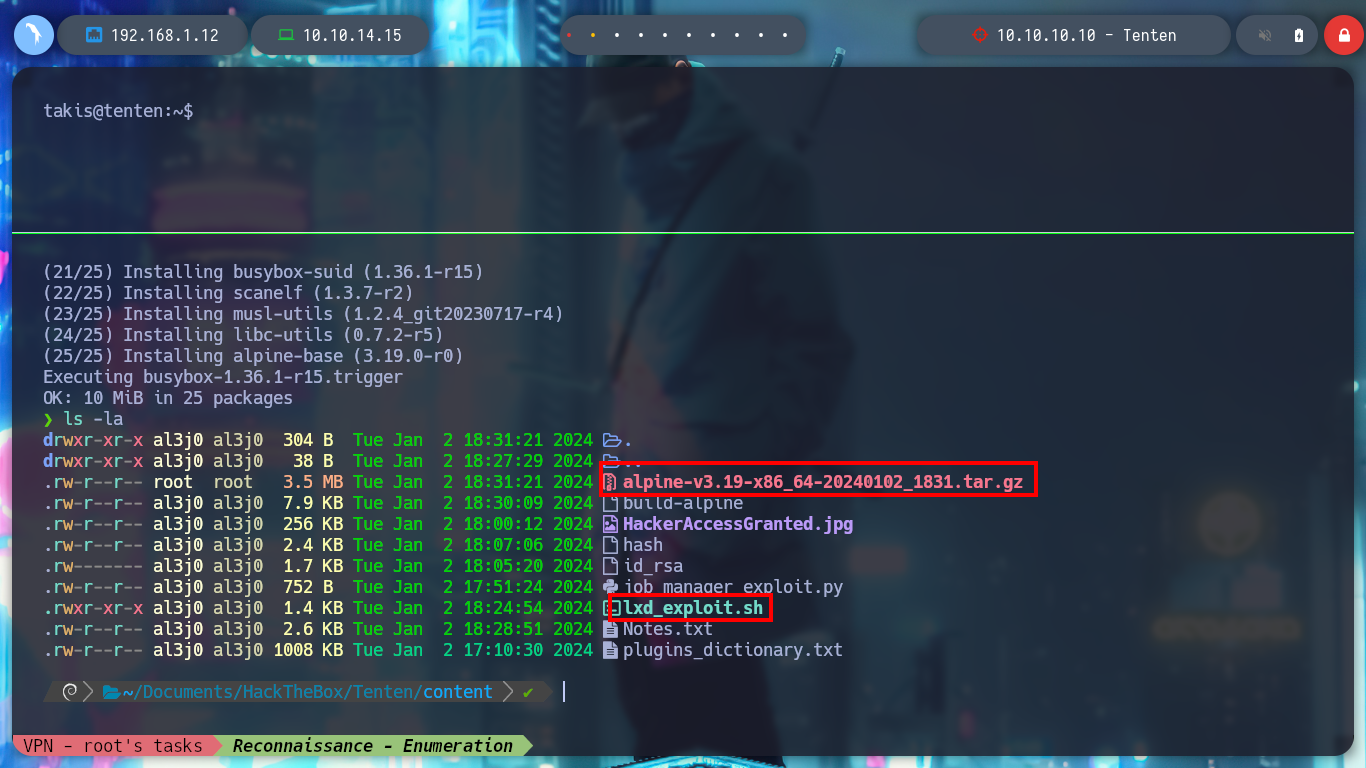 192.168.1.12 10.10.14.15 10.10.10.10 - Tenten
takis@tenten:~$
(21/25) Installing busybox-suid (1.36.1-r15)
(22/25) Installing scanelf (1.3.7-r2)
(23/25) Installing musl-utils (1.2.4_git20230717-r4)
(24/25) Installing libc-utils (0.7.2-r5)
(25/25) Installing alpine-base (3.19.0-r0)
Executing busybox-1.36.1-r15.trigger
OK: 10 MiB in 25 packages
❯ ls -la
drwxr-xr-x al3j0 al3j0 304 B Tue Jan 2 18:31:21 2024 .
drwxr-xr-x al3j0 al3j0 38 B Tue Jan 2 18:27:29 2024 ..
.rw-r--r-- root root 3.5 MB Tue Jan 2 18:31:21 2024 alpine-v3.19-x86_64-20240102_1831.tar.gz
.rw-r--r-- al3j0 al3j0 7.9 KB Tue Jan 2 18:30:09 2024 build-alpine
.rw-r--r-- al3j0 al3j0 256 KB Tue Jan 2 18:00:12 2024 HackerAccessGranted.jpg
.rw-r--r-- al3j0 al3j0 2.4 KB Tue Jan 2 18:07:06 2024 hash
.rw------- al3j0 al3j0 1.7 KB Tue Jan 2 18:05:20 2024 id_rsa
.rw-r--r-- al3j0 al3j0 752 B Tue Jan 2 17:51:24 2024 job_manager_exploit.py
.rwxr-xr-x al3j0 al3j0 1.4 KB Tue Jan 2 18:24:54 2024 lxd_exploit.sh
.rw-r--r-- al3j0 al3j0 2.6 KB Tue Jan 2 18:28:51 2024 Notes.txt
.rw-r--r-- al3j0 al3j0 1008 KB Tue Jan 2 17:10:30 2024 plugins_dictionary.txt
~/Documents/HackTheBox/Tenten/content ✔
VPN - root's tasks Reconnaissance - Enumeration